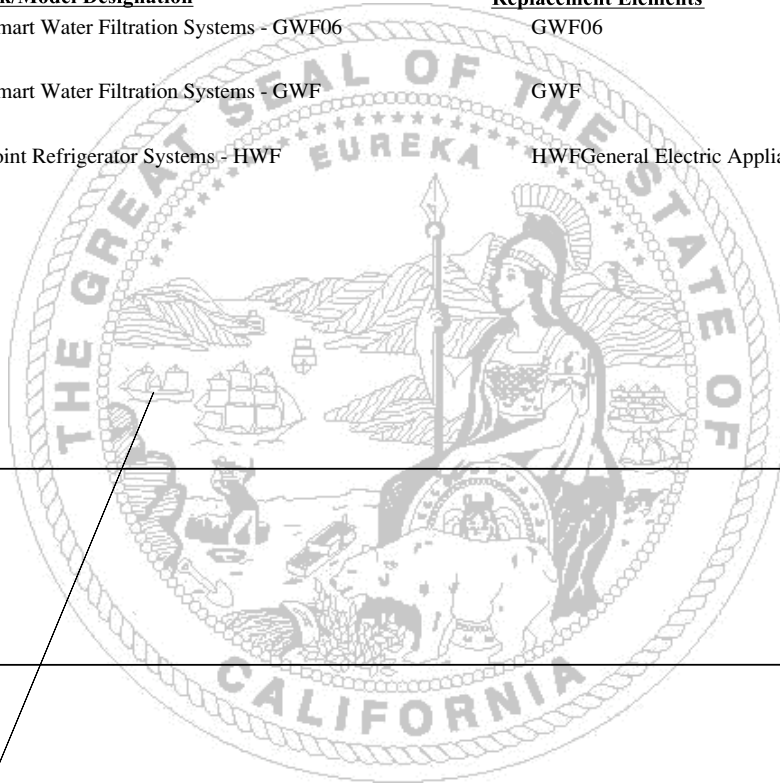 k/Model Designation Replacement Elements
mart Water Filtration Systems - GWF06 GWF06
mart Water Filtration Systems - GWF GWF
oint Refrigerator Systems - HWF HWFGeneral Electric Applia
THE GREAT SEAL OF THE STATE OF
EUREKA
CALIFORNIA